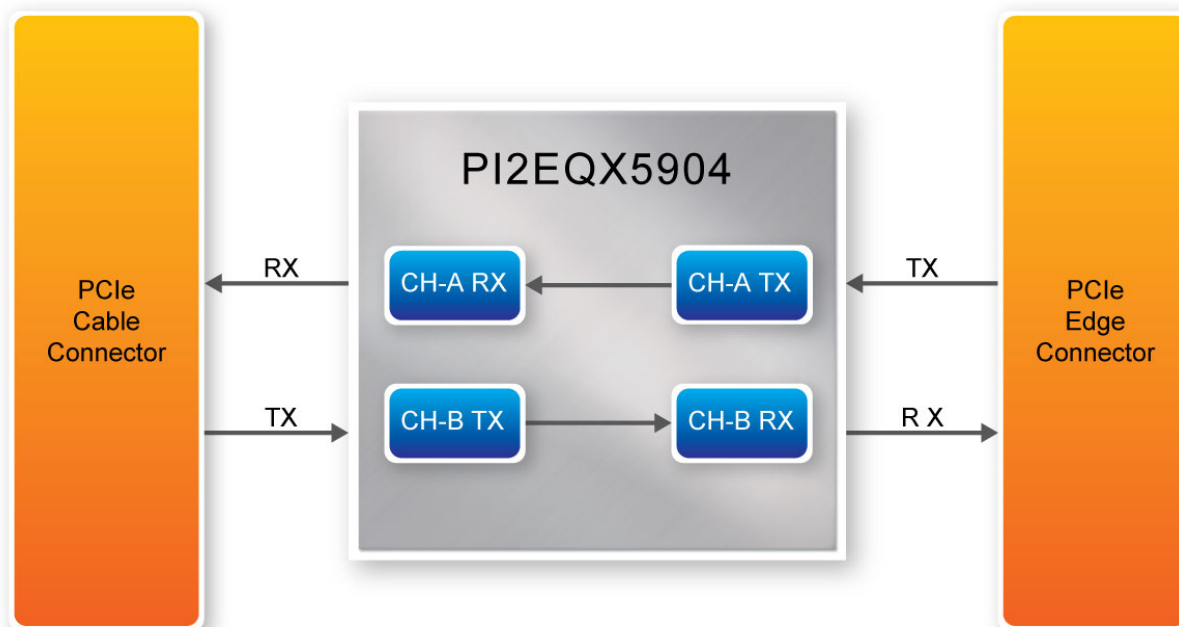 PI2EQX5904
PCIe
Cable
Connector
RX
CH-A RX
CH-A TX
TX
TX
CH-B TX
CH-B RX
R X
PCIe
Edge
Connector